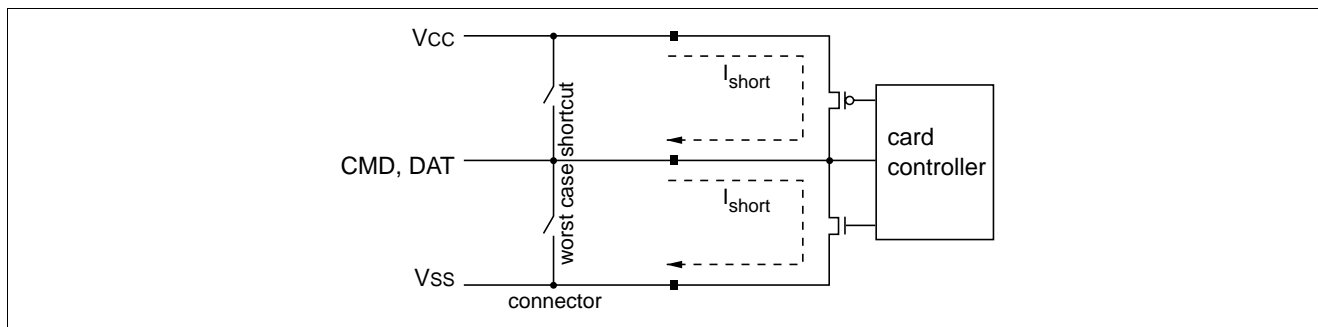 VCC
Ishort
worst case shortcut
card
controller
CMD, DAT
Ishort
VSS
connector